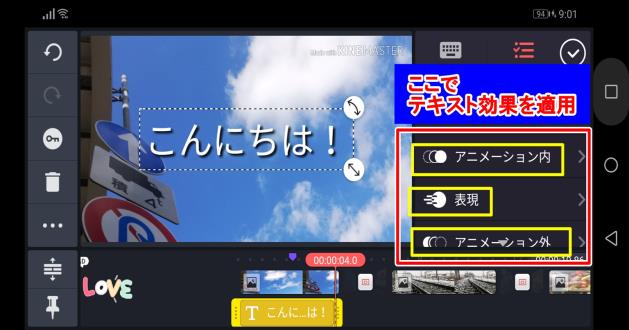 94 9:01
Made with KINEMASTER
ここで
テキスト効果を適用
こんにちは！
アニメーション内
表現
アニメーション外
00:00:04.0
LOVE
T こんに...は！